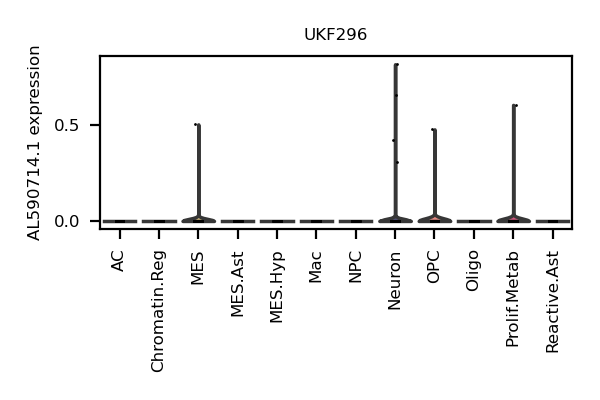 UKF296
AL590714.1 expression
0.5
0.0
AC
Chromatin.Reg
MES
MES.Ast
MES.Hyp
Mac
NPC
Neuron
OPC
Oligo
Prolif.Metab
Reactive.Ast